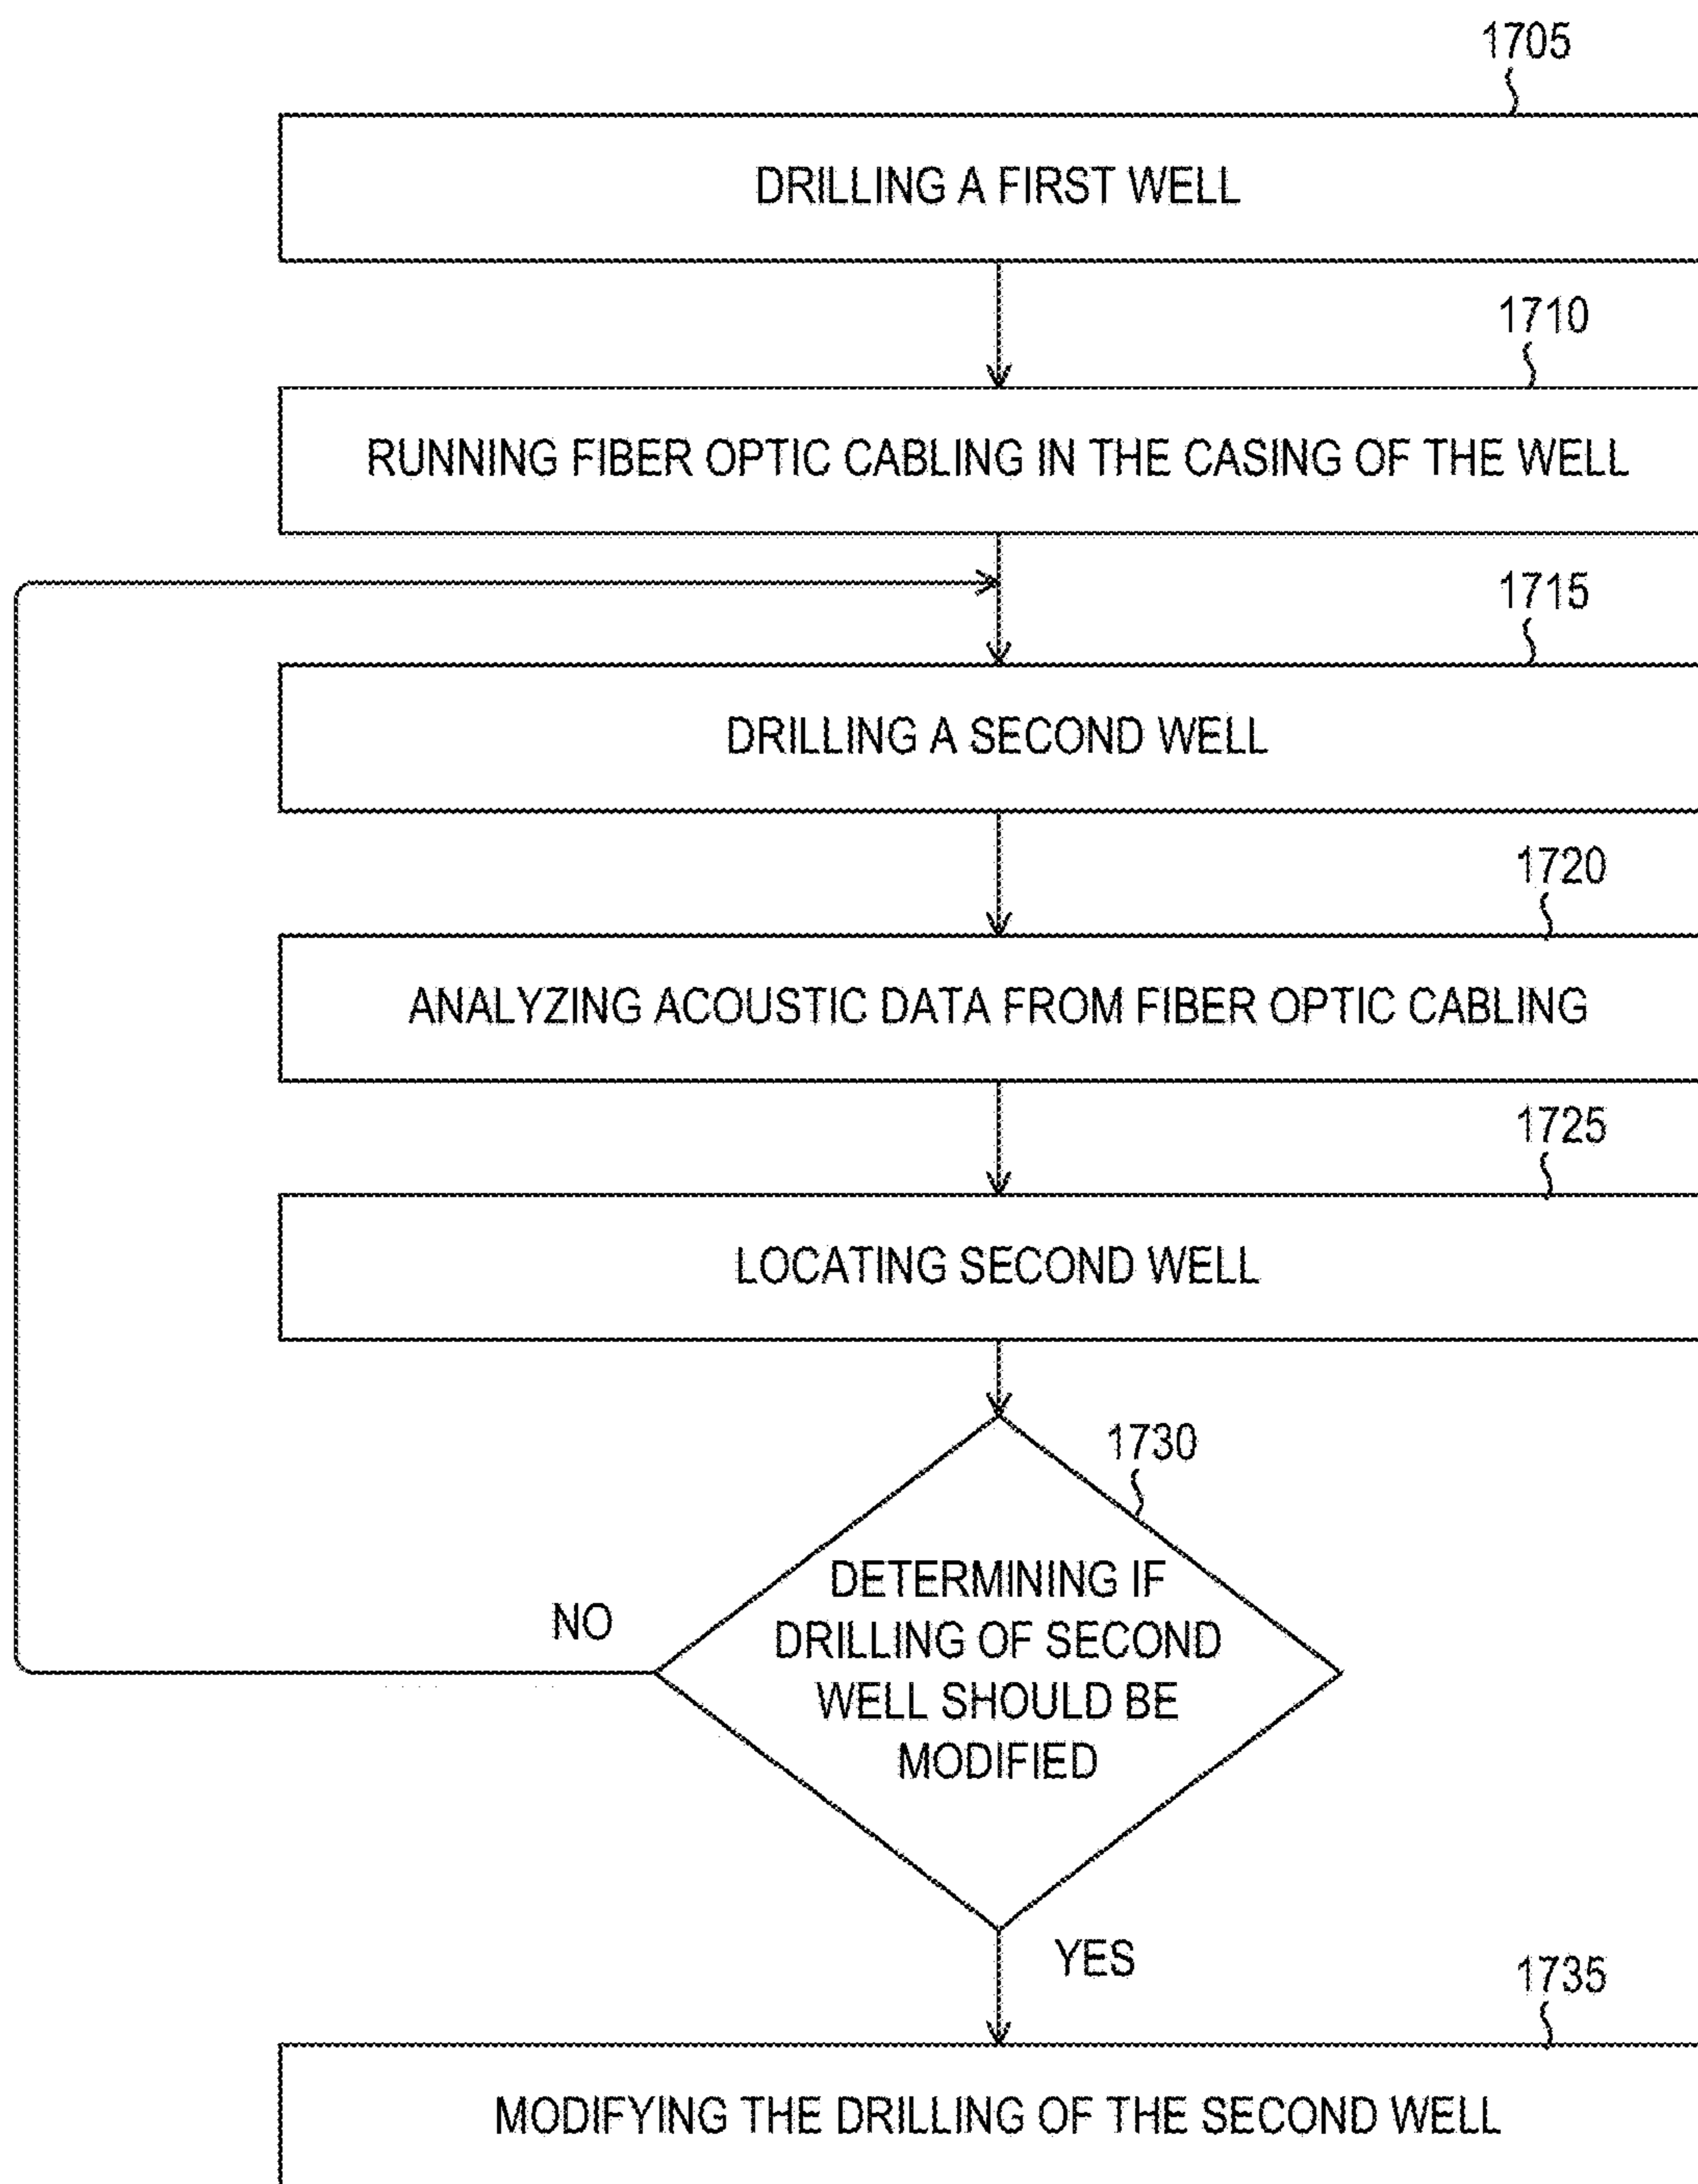 1705
DRILLING A FIRST WELL
1710
RUNNING FIBER OPTIC CABLING IN THE CASING OF THE WELL
1715
DRILLING A SECOND WELL
1720
ANALYZING ACOUSTIC DATA FROM FIBER OPTIC CABLING
1725
LOCATING SECOND WELL
1730
DETERMINING IF
DRILLING OF SECOND
WELL SHOULD BE
MODIFIED
NO
YES
1735
MODIFYING THE DRILLING OF THE SECOND WELL